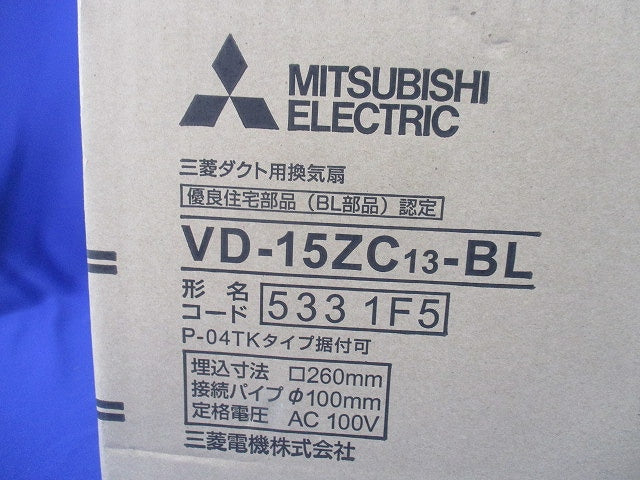 MITSUBISHI
ELECTRIC
三菱ダクト用換気扇
優良住宅部品（BL部品）認定
VD-15ZC13-BL
形名
コード 5331F5
P-04TKタイプ据付可
埋込寸法 □260mm
接続パイプ φ100mm
定格電圧 AC 100V
三菱電機株式会社